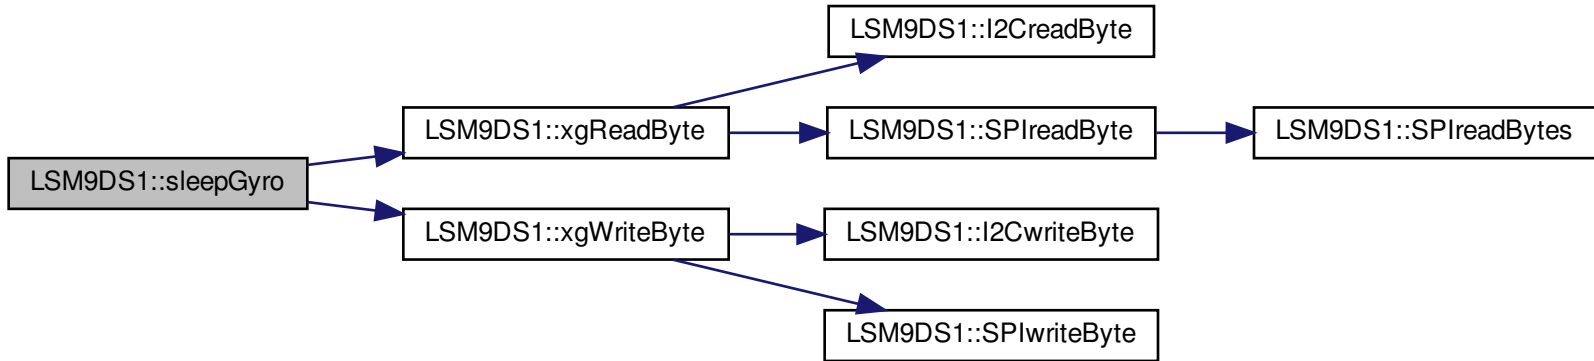 LSM9DS1::I2CreadByte
LSM9DS1::xgReadByte
LSM9DS1::SPIreadByte
LSM9DS1::SPIreadBytes
LSM9DS1::sleepGyro
LSM9DS1::xgWriteByte
LSM9DS1::I2CwriteByte
LSM9DS1::SPIwriteByte